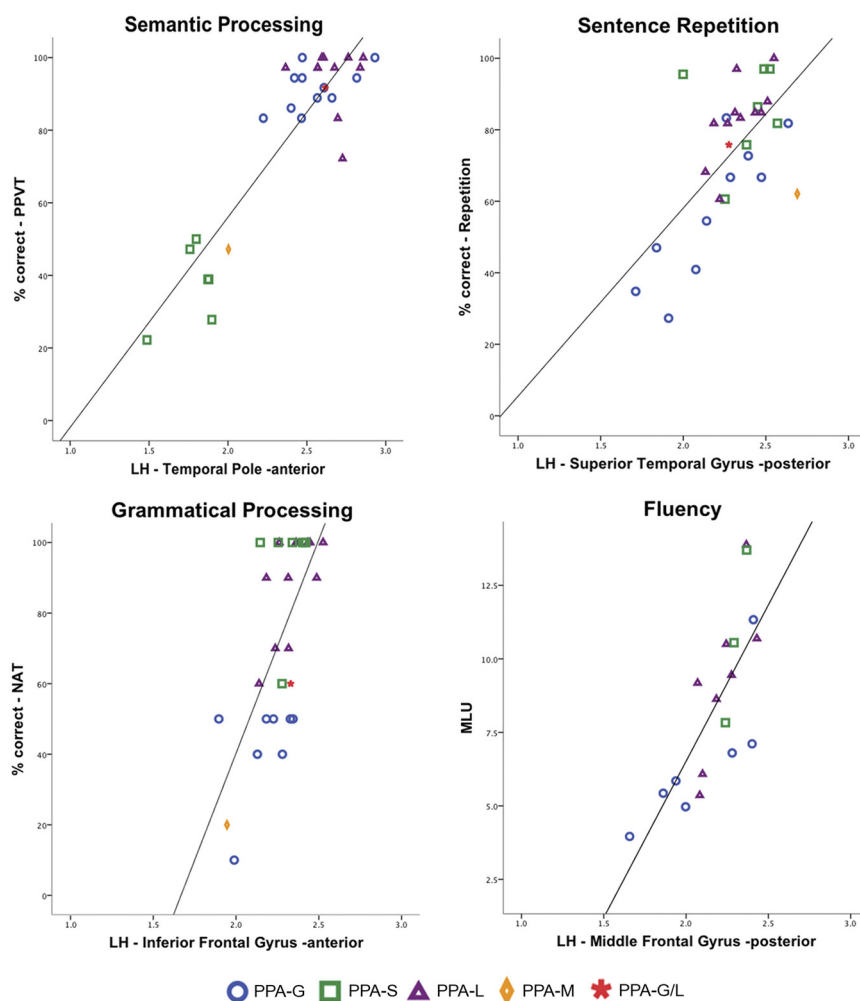 Semantic Processing
% correct - PPVT
100
80
60
40
20
0
1.0 1.5 2.0 2.5 3.0
LH - Temporal Pole -anterior
Sentence Repetition
% correct - Repetition
100
80
60
40
20
0
1.0 1.5 2.0 2.5 3.0
LH - Superior Temporal Gyrus -posterior
Grammatical Processing
% correct - NAT
100
80
60
40
20
0
1.0 1.5 2.0 2.5 3.0
LH - Inferior Frontal Gyrus -anterior
Fluency
MLU
12.5
10.0
7.5
5.0
2.5
1.0 1.5 2.0 2.5 3.0
LH - Middle Frontal Gyrus -posterior
PPA-G PPA-S PPA-L PPA-M PPA-G/L